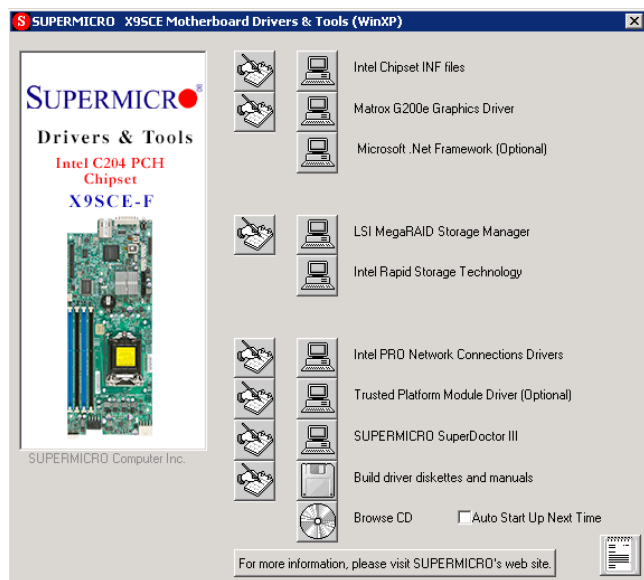 SUPERMICRO X9SCE Motherboard Drivers & Tools (WinXP)
SUPERMICRO
Drivers & Tools
Intel C204 PCH
Chipset
X9SCE-F
SUPERMICRO Computer Inc.
Intel Chipset INF files
Matrox G200e Graphics Driver
Microsoft .Net Framework (Optional)
LSI MegaRAID Storage Manager
Intel Rapid Storage Technology
Intel PRO Network Connections Drivers
Trusted Platform Module Driver (Optional)
SUPERMICRO SuperDoctor III
Build driver diskettes and manuals
Browse CD Auto Start Up Next Time
For more information, please visit SUPERMICRO's web site.